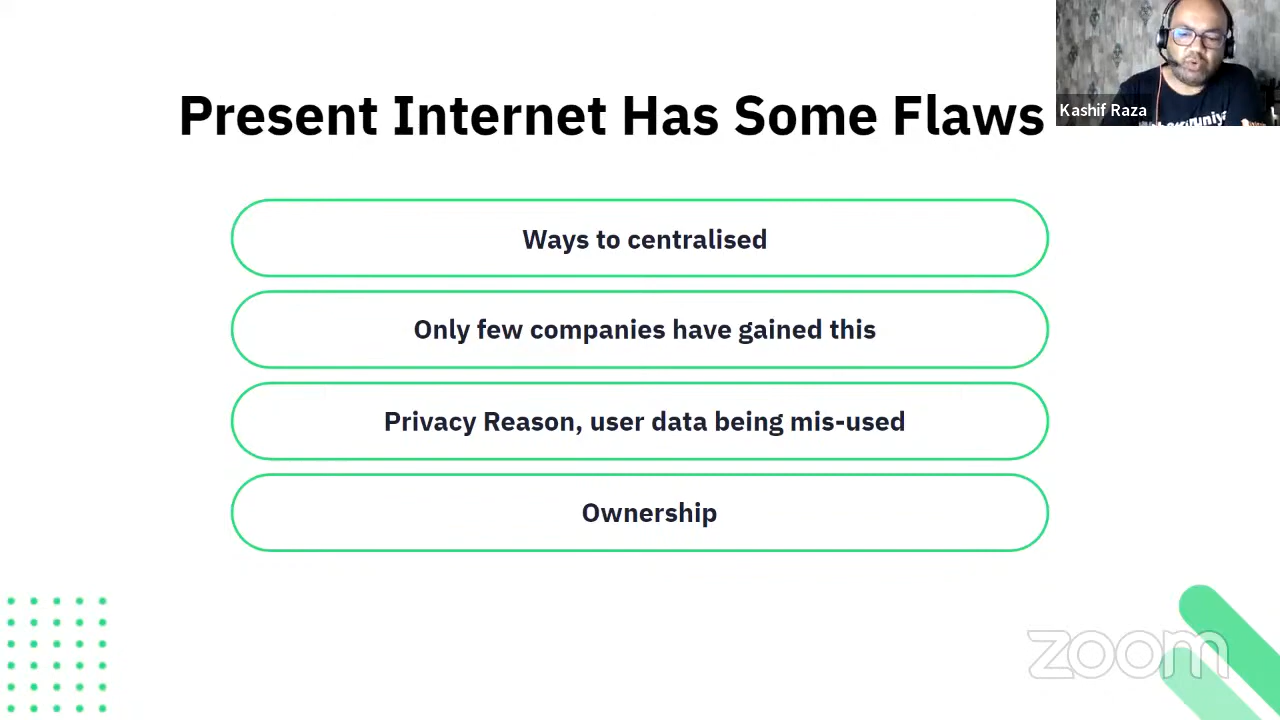 Present Internet Has Some Flaws
Kashif Raza
Ways to centralised
Only few companies have gained this
Privacy Reason, user data being mis-used
Ownership
zoom